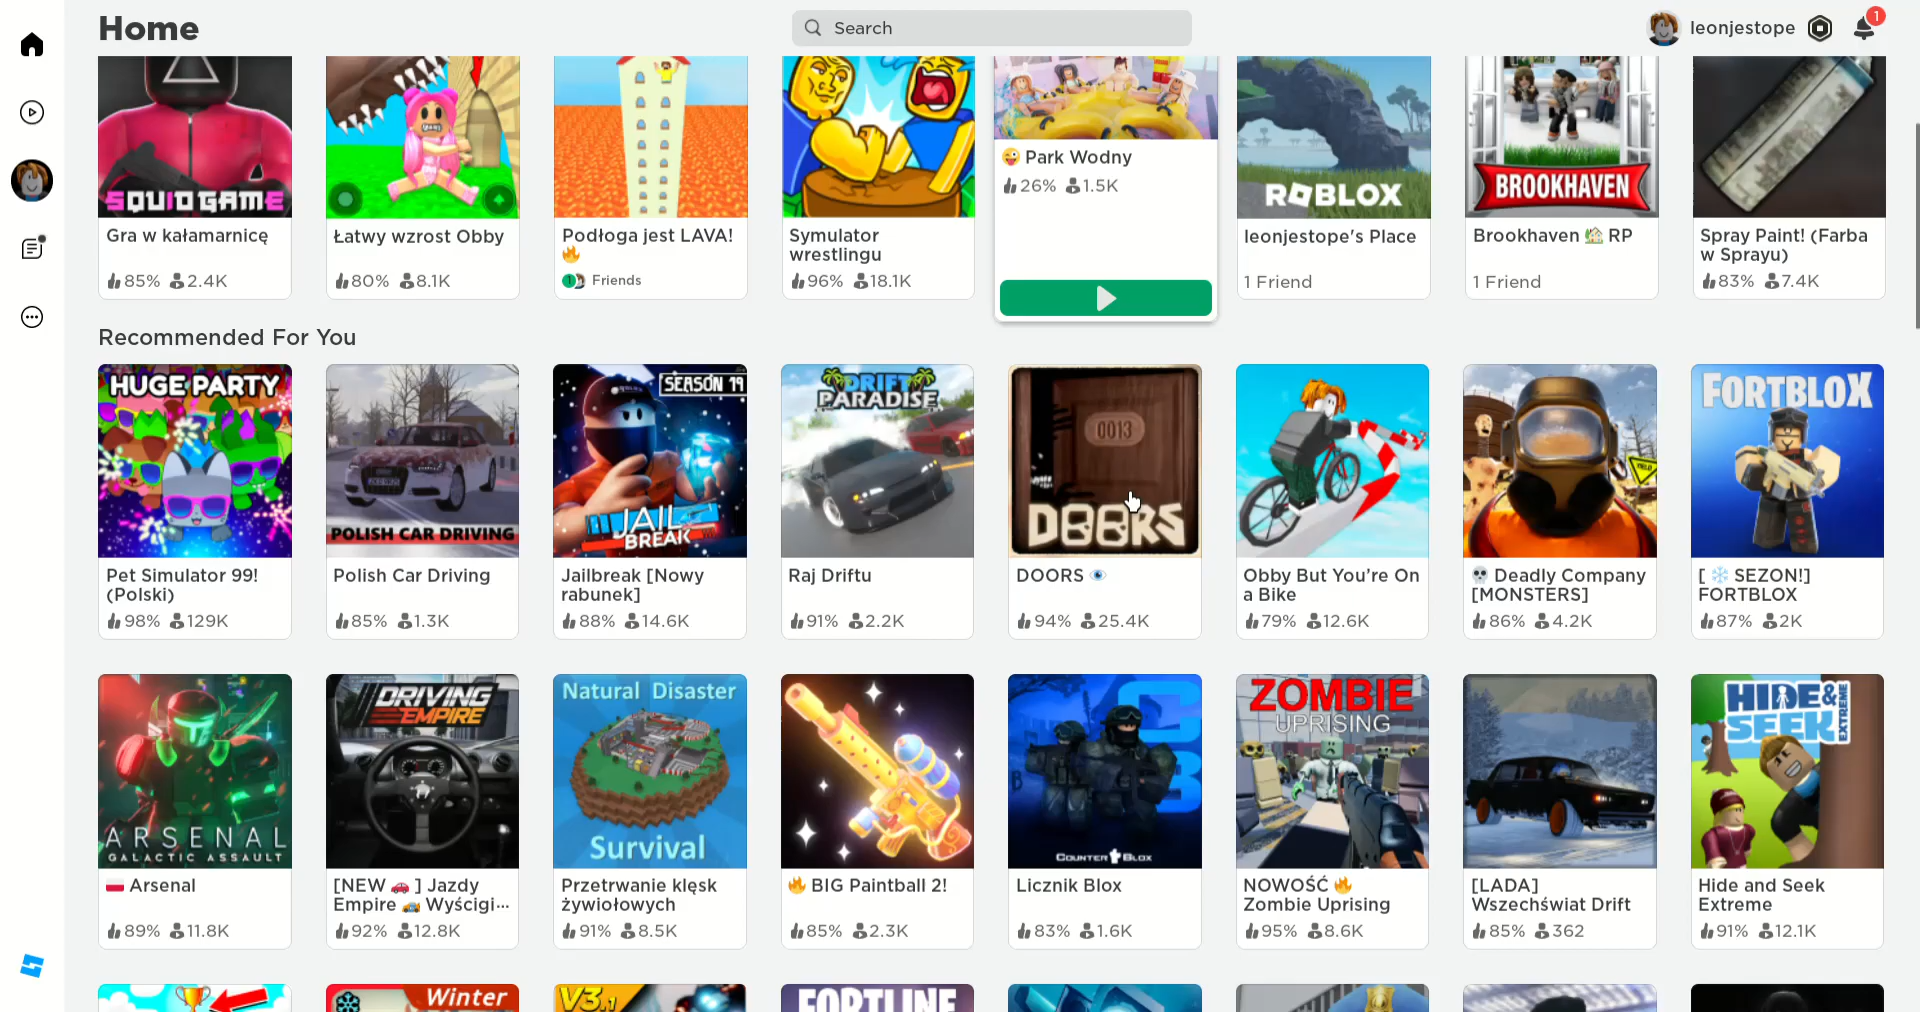 Home
Search
leonjestope
1
SQUID GAME
ROBLOX
BROOKHAVEN
Gra w kałamarnicę
85% 2.4K
Łatwy wzrost Obby
80% 8.1K
Podłoga jest LAVA!
🔥
1 Friends
Symulator
wrestlingu
96% 18.1K
😜 Park Wodny
26% 1.5K
leonjestope's Place
1 Friend
Brookhaven 🏡 RP
1 Friend
Spray Paint! (Farba
w Sprayu)
83% 7.4K
Recommended For You
HUGE PARTY
POLISH CAR DRIVING
SEASON 19
JAIL
BREAK
DRIFT
PARADISE
0013
DOORS
FORTBLOX
Pet Simulator 99!
(Polski)
98% 129K
Polish Car Driving
85% 1.3K
Jailbreak [Nowy
rabunek]
88% 14.6K
Raj Driftu
91% 2.2K
DOORS 👁️
94% 25.4K
Obby But You’re On
a Bike
79% 12.6K
💀 Deadly Company
[MONSTERS]
86% 4.2K
[ ❄️ SEZON!]
FORTBLOX
87% 2K
ARSENAL
GALACTIC ASSAULT
DRIVING
EMPIRE
Natural Disaster
Survival
CB
COUNTER BLOX
ZOMBIE
UPRISING
HIDE &
SEEK
EXTREME
🇵🇱 Arsenal
89% 11.8K
[NEW 🚗 ] Jazdy
Empire 🚕 Wyścigi...
92% 12.8K
Przetrwanie klęsk
żywiołowych
91% 8.5K
🔥 BIG Paintball 2!
85% 2.3K
Licznik Blox
83% 1.6K
NOWOŚĆ 🔥
Zombie Uprising
95% 8.6K
[LADA]
Wszechświat Drift
85% 362
Hide and Seek
Extreme
91% 12.1K
Winter
V3.1
FORTLINE